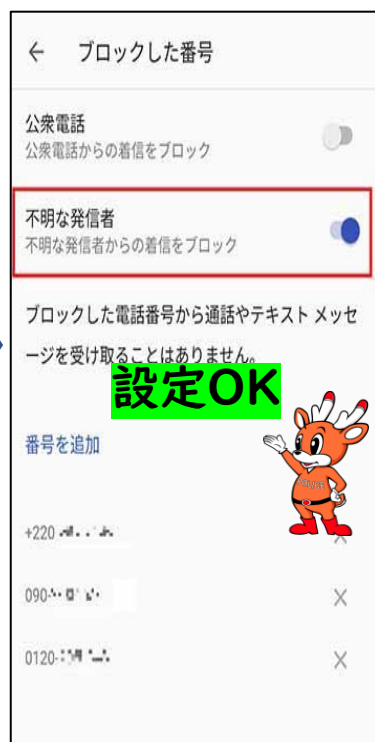 ← ブロックした番号
公衆電話
公衆電話からの着信をブロック
不明な発信者
不明な発信者からの着信をブロック
ブロックした電話番号から通話やテキスト メッセ
ージを受け取ることはありません。
設定OK
番号を追加
POLICE
+220
090-
0120-